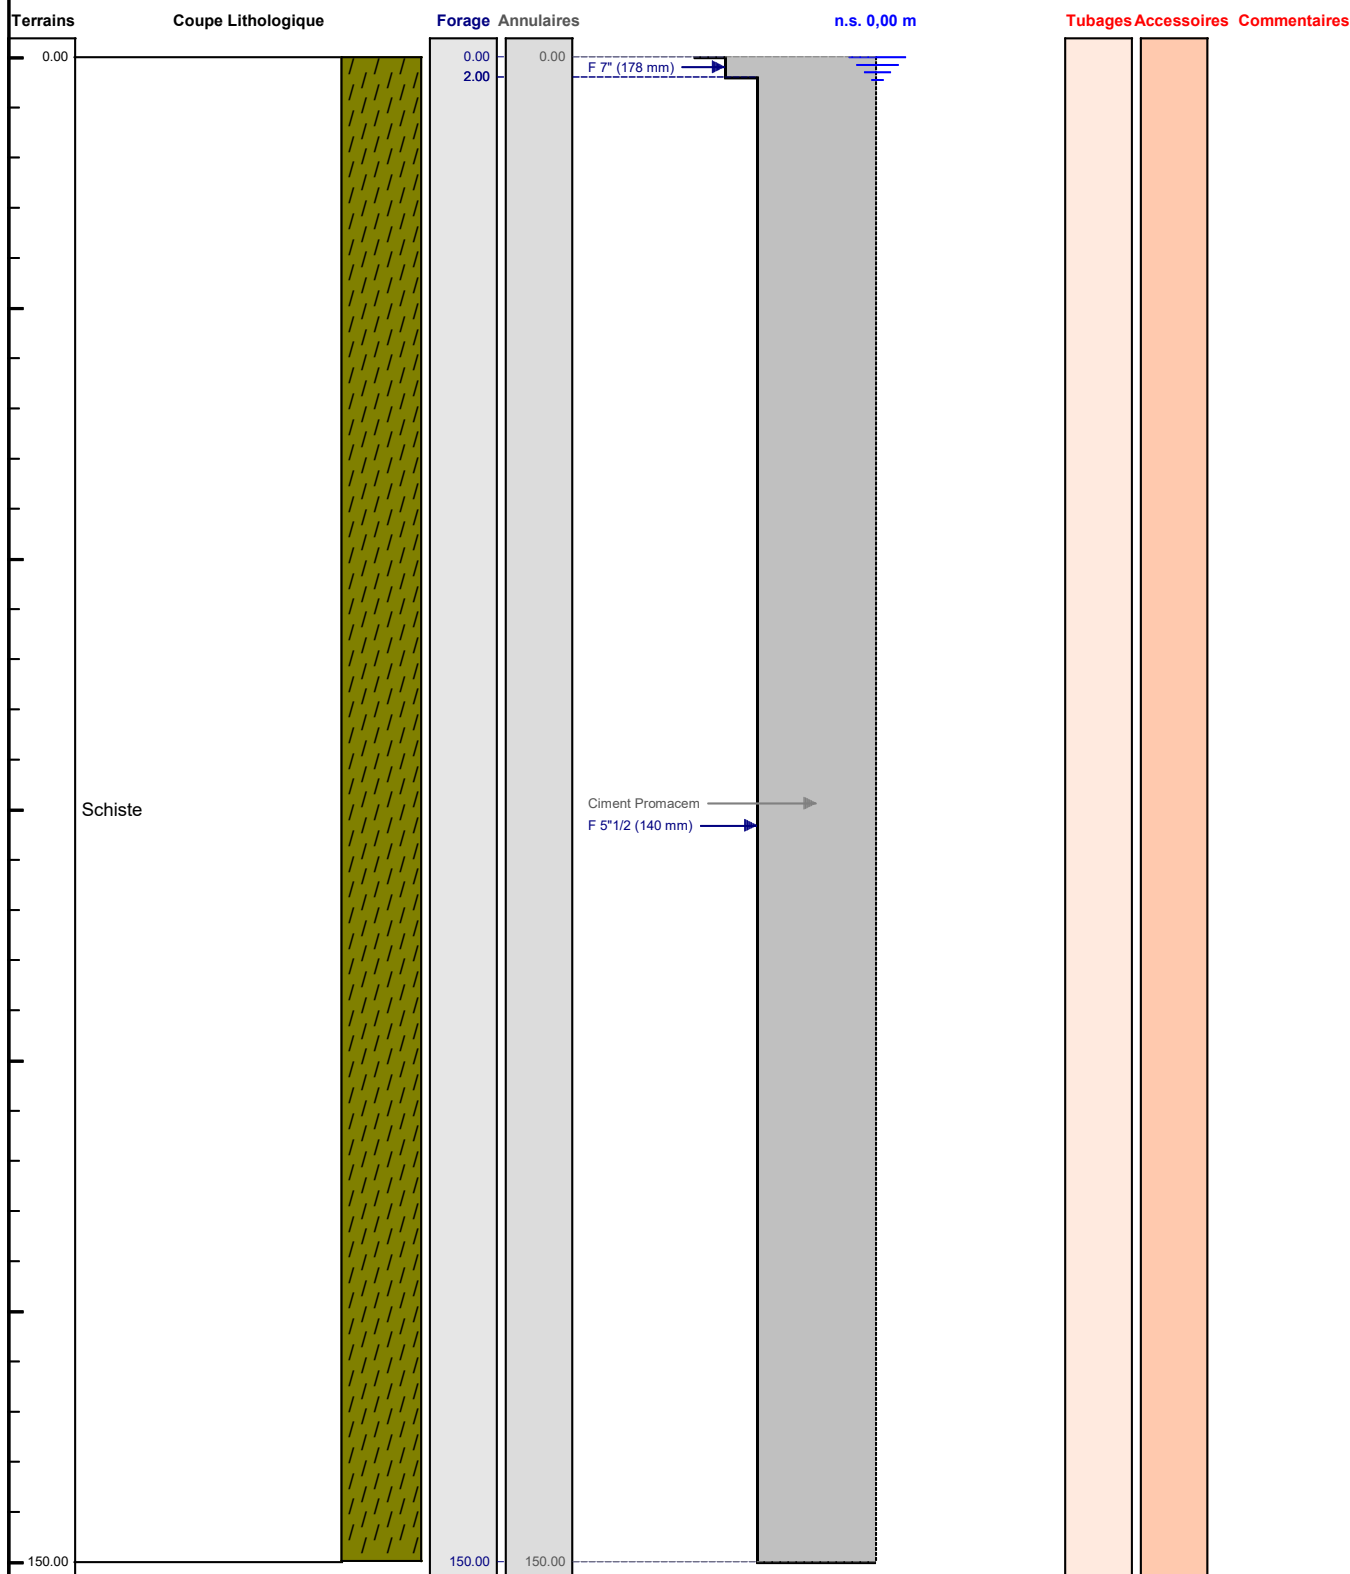 Terrains Coupe Lithologique Forage Annulaires n.s. 0,00 m Tubages Accessoires Commentaires
0.00 0.00 0.00
F 7" (178 mm)
2.00
Ciment Promacem
Schiste
F 5"1/2 (140 mm)
150.00 150.00 150.00